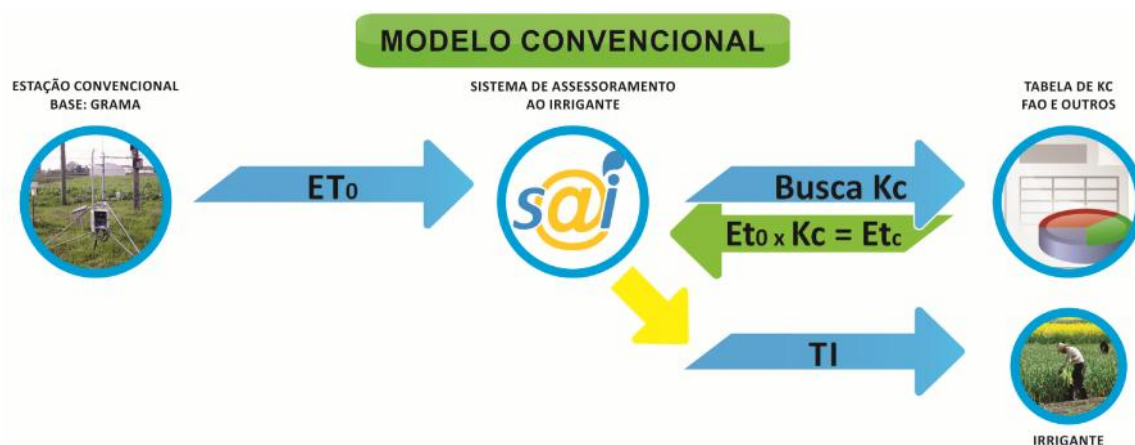 MODELO CONVENCIONAL
ESTAÇÃO CONVENCIONAL
BASE: GRAMA
SISTEMA DE ASSESSORAMENTO
AO IRRIGANTE
TABELA DE KC
FAO E OUTROS
ET0
s@i
Busca Kc
Et0 x Kc = Etc
TI
IRRIGANTE